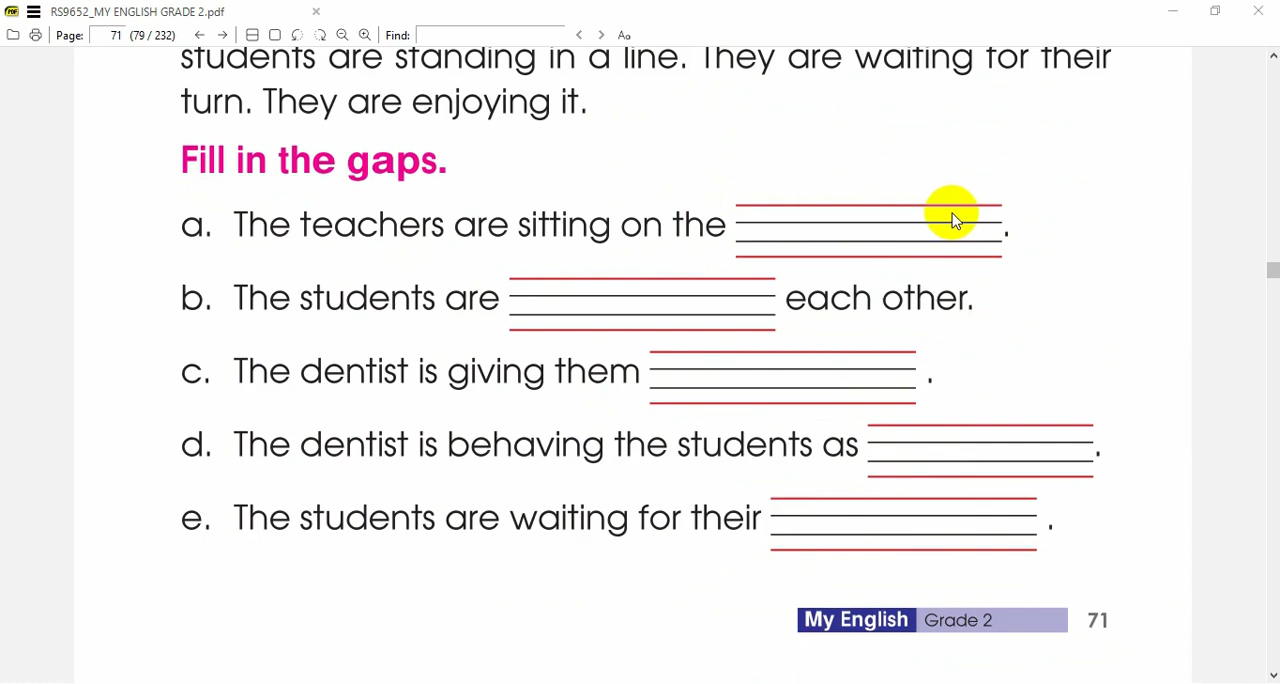 PDF RS9652_MY ENGLISH GRADE 2.pdf
Page: 71 (79 / 232) Find: Aa
students are standing in a line. They are waiting for their
turn. They are enjoying it.
Fill in the gaps.
a. The teachers are sitting on the .
b. The students are each other.
c. The dentist is giving them .
d. The dentist is behaving the students as .
e. The students are waiting for their .
My English Grade 2 71